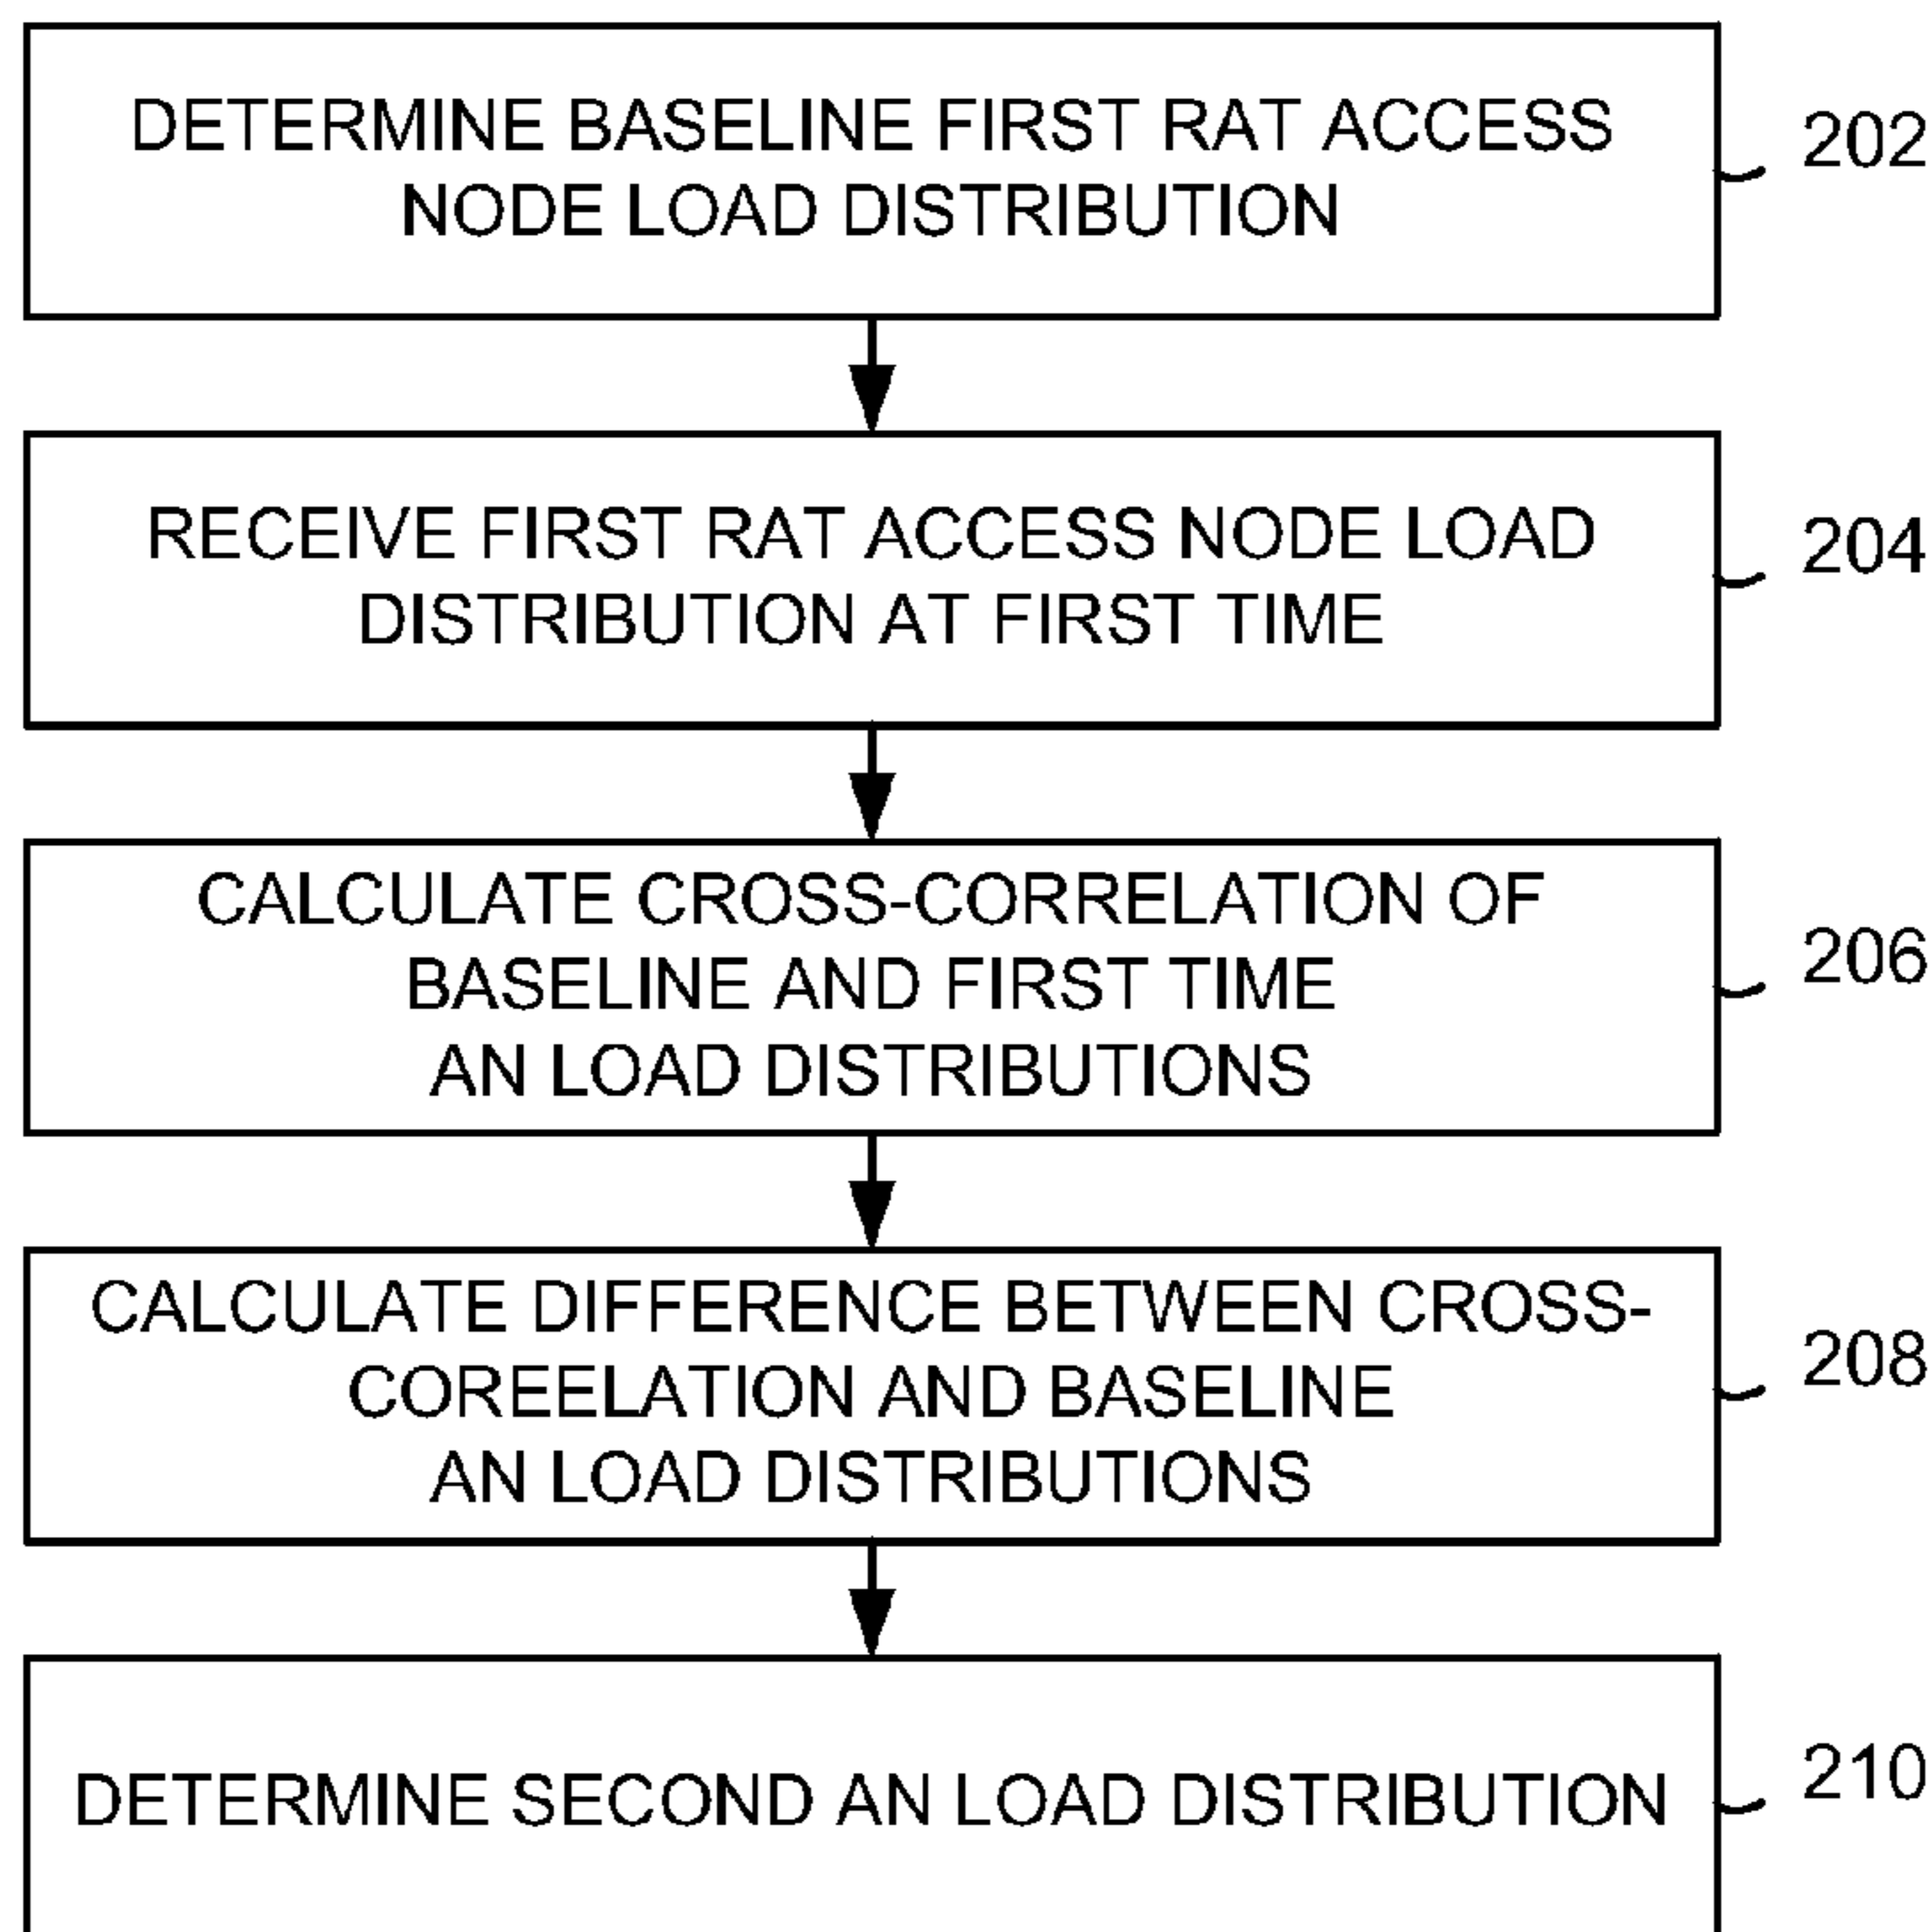 DETERMINE BASELINE FIRST RAT ACCESS
NODE LOAD DISTRIBUTION
202
RECEIVE FIRST RAT ACCESS NODE LOAD
DISTRIBUTION AT FIRST TIME
204
CALCULATE CROSS-CORRELATION OF
BASELINE AND FIRST TIME
AN LOAD DISTRIBUTIONS
206
CALCULATE DIFFERENCE BETWEEN CROSS-
COREELATION AND BASELINE
AN LOAD DISTRIBUTIONS
208
DETERMINE SECOND AN LOAD DISTRIBUTION
210